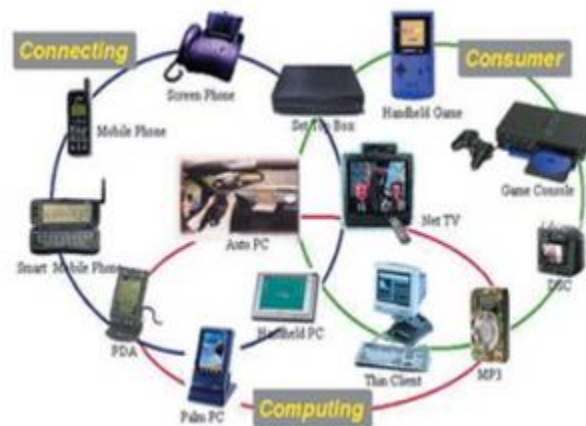 Connecting
Consumer
Screen Phone
Set Top Box
Handheld Game
Mobile Phone
Game Console
Auto PC
Net TV
Smart Mobile Phone
DSC
Handheld PC
PDA
Thin Client
MP3
Palm PC
Computing